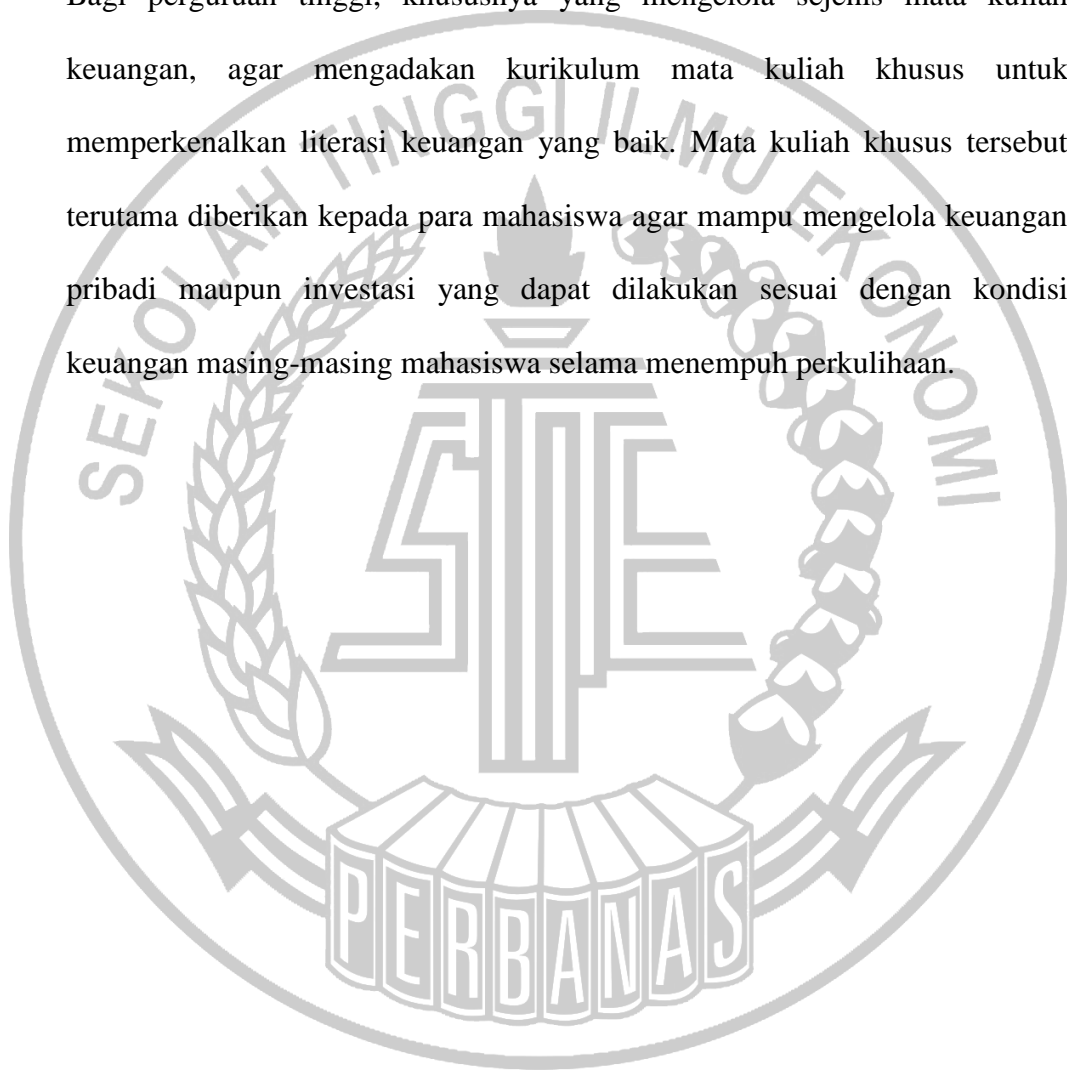 Bagi perguruan tinggi, khususnya yang mengelola sejenis mata kuliah
keuangan, agar mengadakan kurikulum mata kuliah khusus untuk
memperkenalkan literasi keuangan yang baik. Mata kuliah khusus tersebut
terutama diberikan kepada para mahasiswa agar mampu mengelola keuangan
pribadi maupun investasi yang dapat dilakukan sesuai dengan kondisi
keuangan masing-masing mahasiswa selama menempuh perkulihaan.
SEKOLAH TINGGI ILMU EKONOMI
STIE
PERBANAS